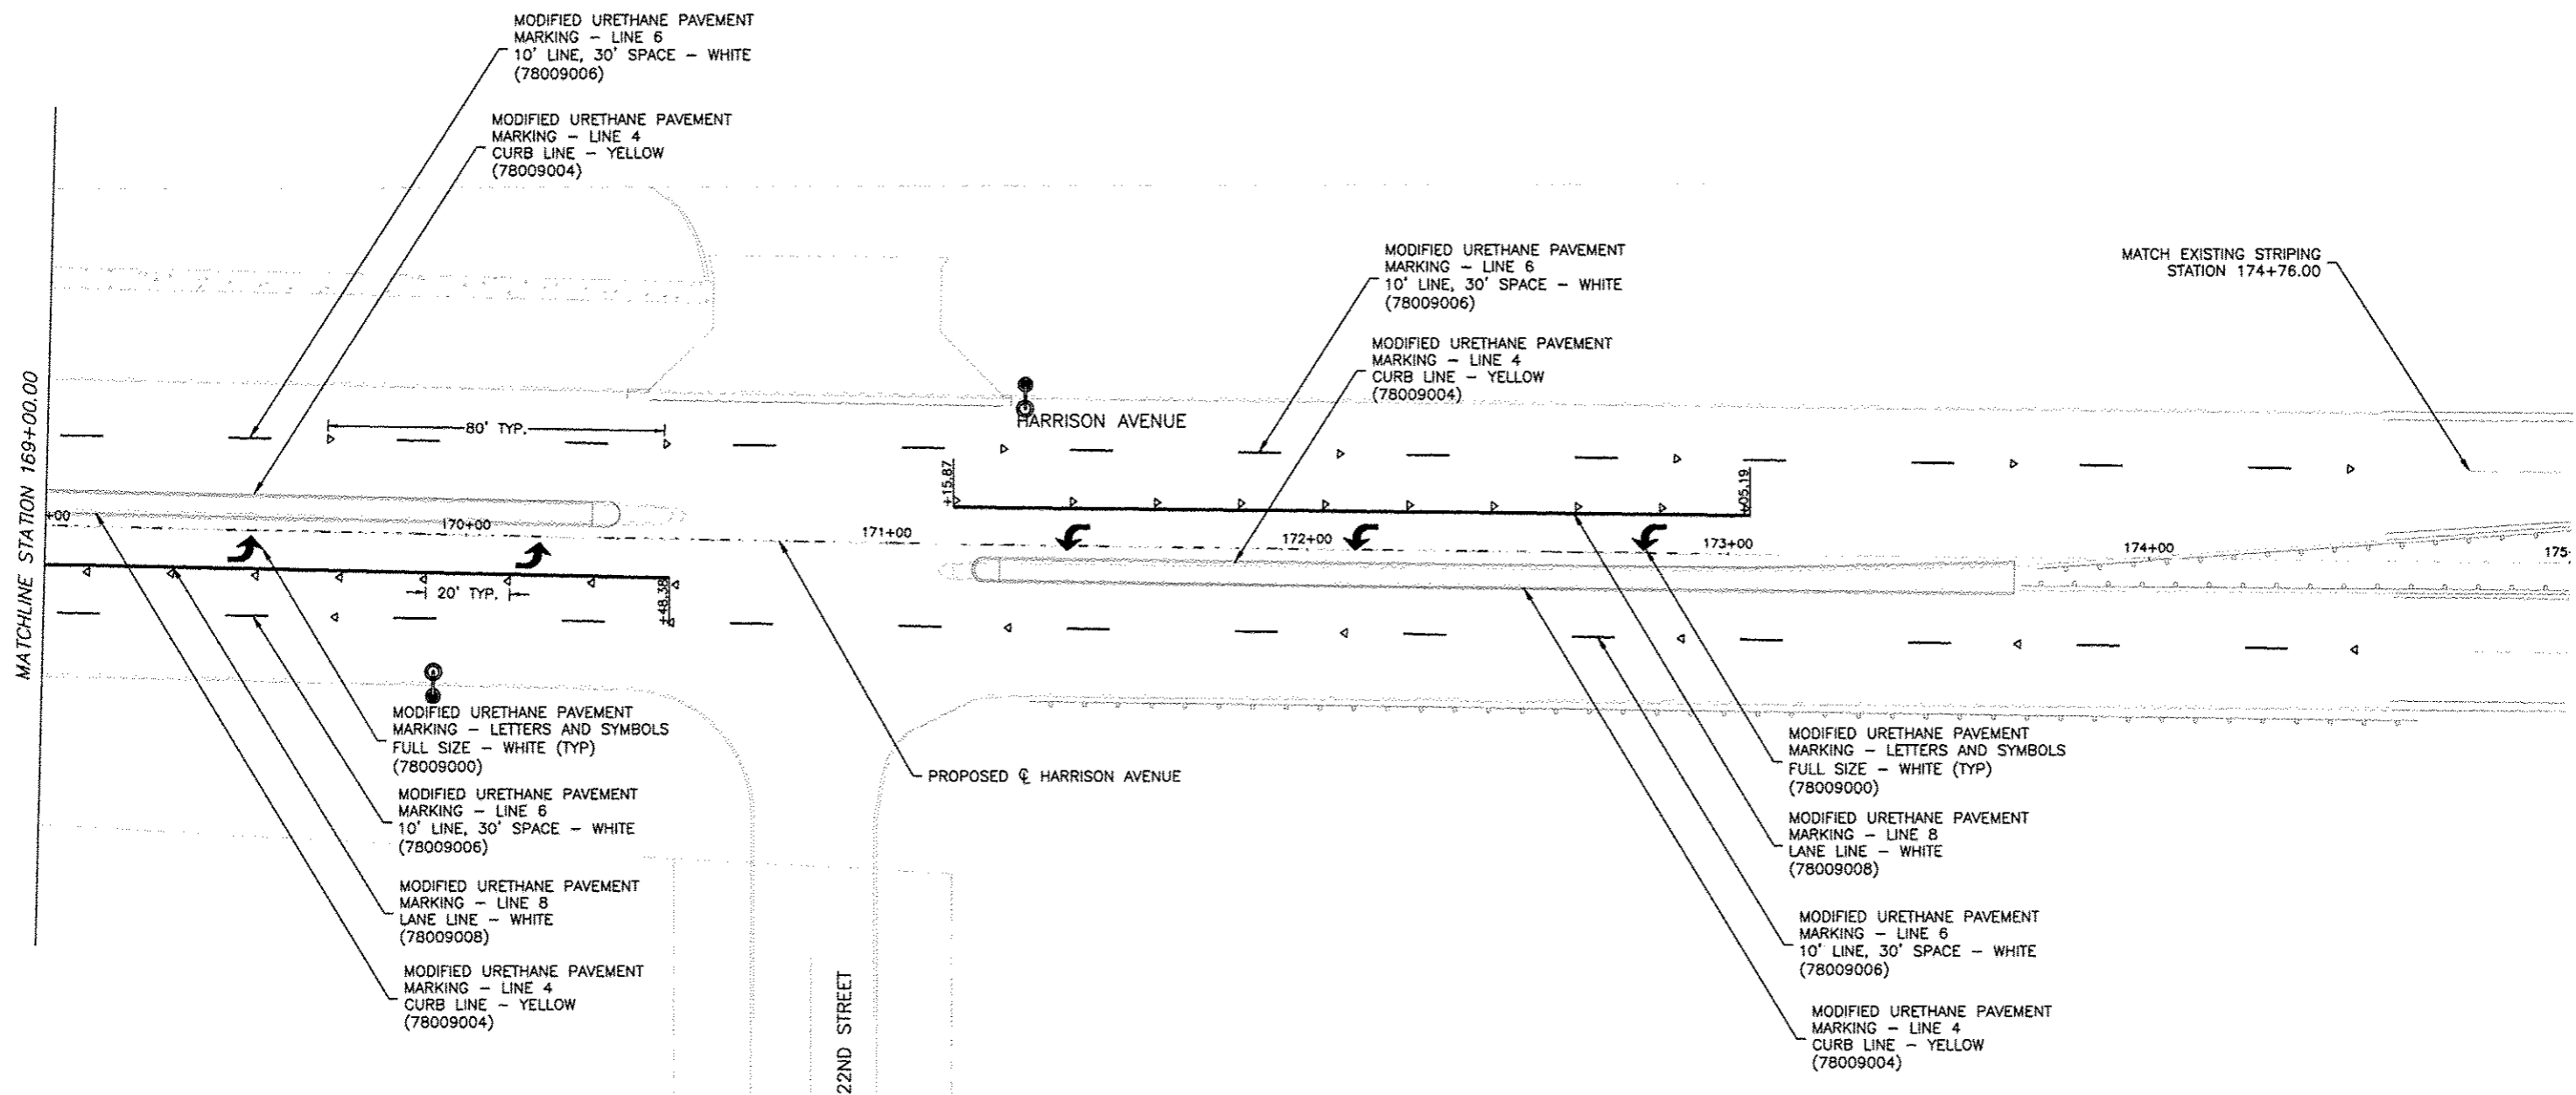 MODIFIED URETHANE PAVEMENT
MARKING – LINE 6
10' LINE, 30' SPACE – WHITE
(78009006)
MODIFIED URETHANE PAVEMENT
MARKING – LINE 4
CURB LINE – YELLOW
(78009004)
MODIFIED URETHANE PAVEMENT
MARKING – LINE 6
10' LINE, 30' SPACE – WHITE
(78009006)
MODIFIED URETHANE PAVEMENT
MARKING – LINE 4
CURB LINE – YELLOW
(78009004)
MATCH EXISTING STRIPING
STATION 174+76.00
MATCHLINE STATION 169+00.00
80' TYP.
HARRISON AVENUE
+15.87
+05.19
+00
170+00
171+00
172+00
173+00
174+00
175
20' TYP.
+48.38
MODIFIED URETHANE PAVEMENT
MARKING – LETTERS AND SYMBOLS
FULL SIZE – WHITE (TYP)
(78009000)
MODIFIED URETHANE PAVEMENT
MARKING – LINE 6
10' LINE, 30' SPACE – WHITE
(78009006)
MODIFIED URETHANE PAVEMENT
MARKING – LINE 8
LANE LINE – WHITE
(78009008)
MODIFIED URETHANE PAVEMENT
MARKING – LINE 4
CURB LINE – YELLOW
(78009004)
PROPOSED ℄ HARRISON AVENUE
22ND STREET
MODIFIED URETHANE PAVEMENT
MARKING – LETTERS AND SYMBOLS
FULL SIZE – WHITE (TYP)
(78009000)
MODIFIED URETHANE PAVEMENT
MARKING – LINE 8
LANE LINE – WHITE
(78009008)
MODIFIED URETHANE PAVEMENT
MARKING – LINE 6
10' LINE, 30' SPACE – WHITE
(78009006)
MODIFIED URETHANE PAVEMENT
MARKING – LINE 4
CURB LINE – YELLOW
(78009004)